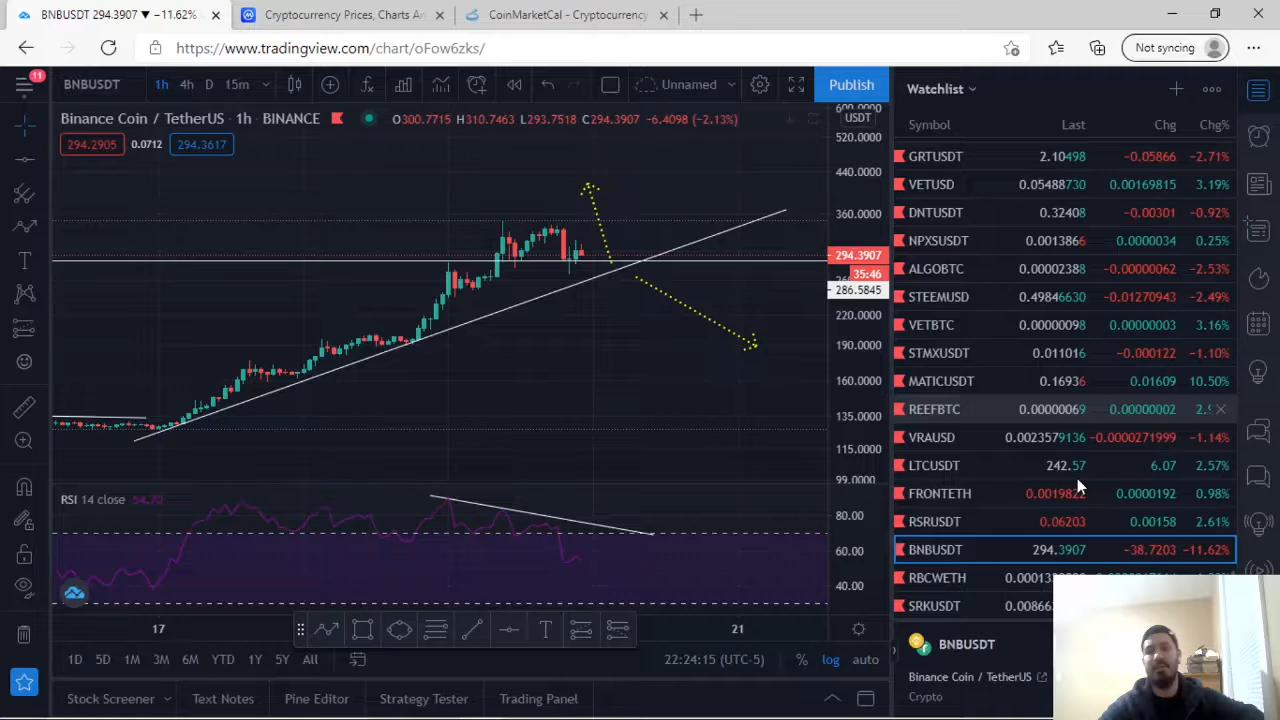 BNBUSDT 294.3907 ▼ −11.62%
Cryptocurrency Prices, Charts An
CoinMarketCal - Cryptocurrency
https://www.tradingview.com/chart/oFow6zks/
Not syncing
11
BNBUSDT 1h 4h D 15m
Unnamed
Publish
Binance Coin / TetherUS · 1h · BINANCE
O300.7715 H310.7463 L293.7518 C294.3907 −6.4098 (−2.13%)
294.2905 0.0712 294.3617
600.0000
USDT
520.0000
440.0000
360.0000
294.3907
35:46
286.5845
220.0000
190.0000
160.0000
135.0000
115.0000
99.0000
RSI 14 close 54.70
80.00
60.00
40.00
17 21
1D 5D 1M 3M 6M YTD 1Y 5Y All
22:24:15 (UTC-5) % log auto
Stock Screener Text Notes Pine Editor Strategy Tester Trading Panel
Watchlist
Symbol Last Chg Chg%
GRTUSDT 2.10498 −0.05866 −2.71%
VETUSD 0.05488730 0.00169815 3.19%
DNTUSDT 0.32408 −0.00301 −0.92%
NPXSUSDT 0.0013866 0.0000034 0.25%
ALGOBTC 0.00002388 −0.00000062 −2.53%
STEEMUSD 0.49846630 −0.01270943 −2.49%
VETBTC 0.00000098 0.00000003 3.16%
STMXUSDT 0.011016 −0.000122 −1.10%
MATICUSDT 0.16936 0.01609 10.50%
REEFBTC 0.00000069 0.00000002
VRAUSD 0.0023579136 −0.0000271999 −1.14%
LTCUSDT 242.57 6.07 2.57%
FRONTETH 0.0019822 0.0000192 0.98%
RSRUSDT 0.06203 0.00158 2.61%
BNBUSDT 294.3907 −38.7203 −11.62%
RBCWETH
SRKUSDT
BNBUSDT
Binance Coin / TetherUS
Crypto